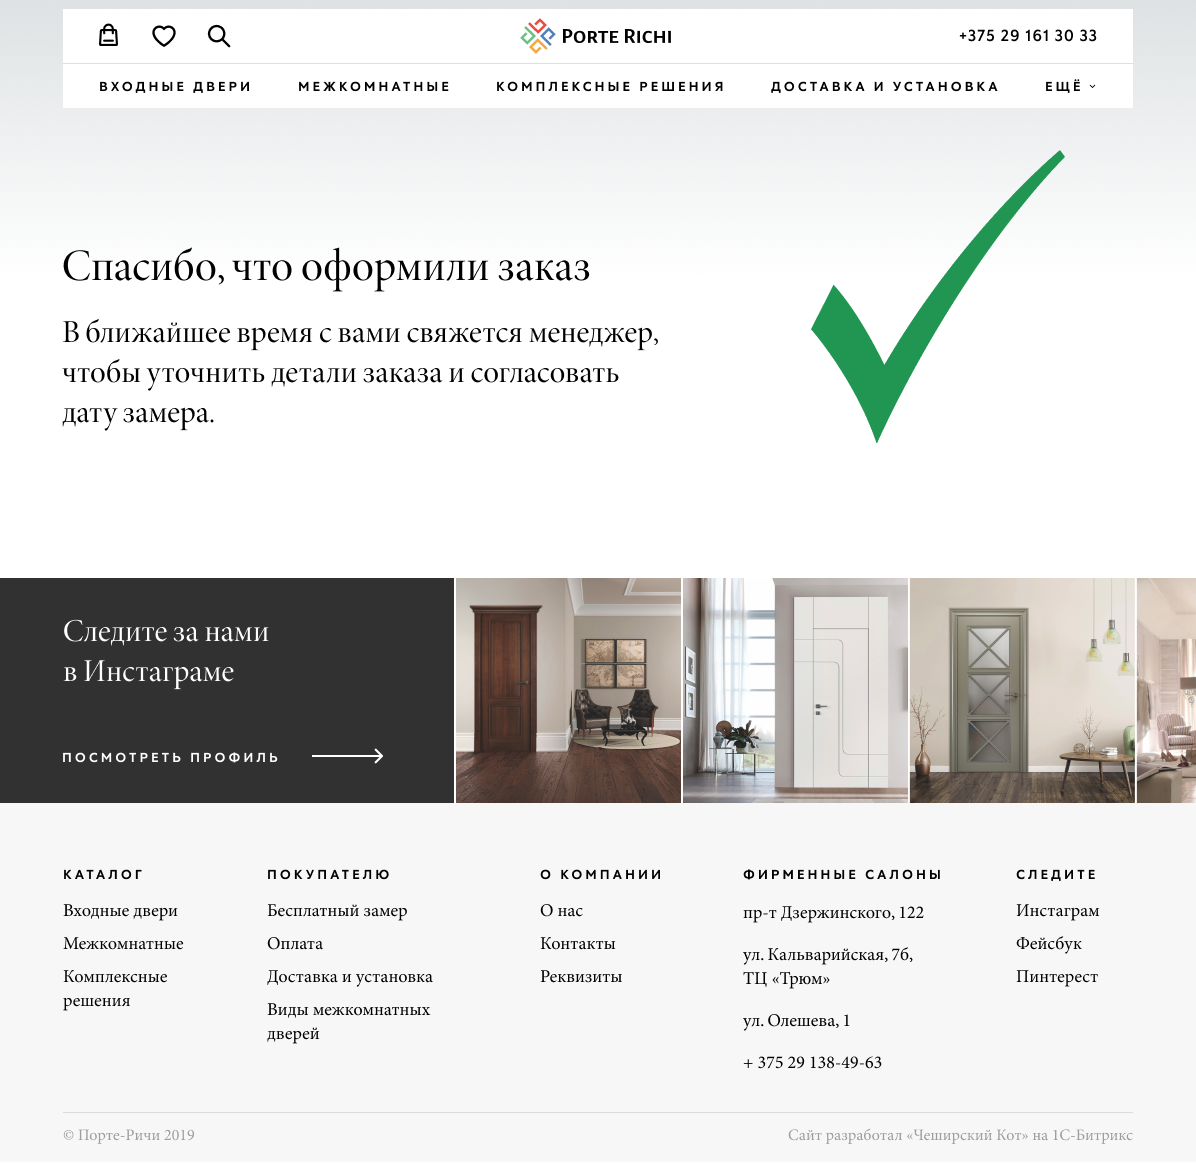 PORTE RICHI
+375 29 161 30 33
ВХОДНЫЕ ДВЕРИ
МЕЖКОМНАТНЫЕ
КОМПЛЕКСНЫЕ РЕШЕНИЯ
ДОСТАВКА И УСТАНОВКА
ЕЩЁ
Спасибо, что оформили заказ
В ближайшее время с вами свяжется менеджер,
чтобы уточнить детали заказа и согласовать
дату замера.
Следите за нами
в Инстаграме
ПОСМОТРЕТЬ ПРОФИЛЬ
КАТАЛОГ
Входные двери
Межкомнатные
Комплексные
решения
ПОКУПАТЕЛЮ
Бесплатный замер
Оплата
Доставка и установка
Виды межкомнатных
дверей
О КОМПАНИИ
О нас
Контакты
Реквизиты
ФИРМЕННЫЕ САЛОНЫ
пр-т Дзержинского, 122
ул. Кальварийская, 7б,
ТЦ «Трюм»
ул. Олешева, 1
+ 375 29 138-49-63
СЛЕДИТЕ
Инстаграм
Фейсбук
Пинтерест
© Порте-Ричи 2019
Сайт разработал «Чеширский Кот» на 1С-Битрикс